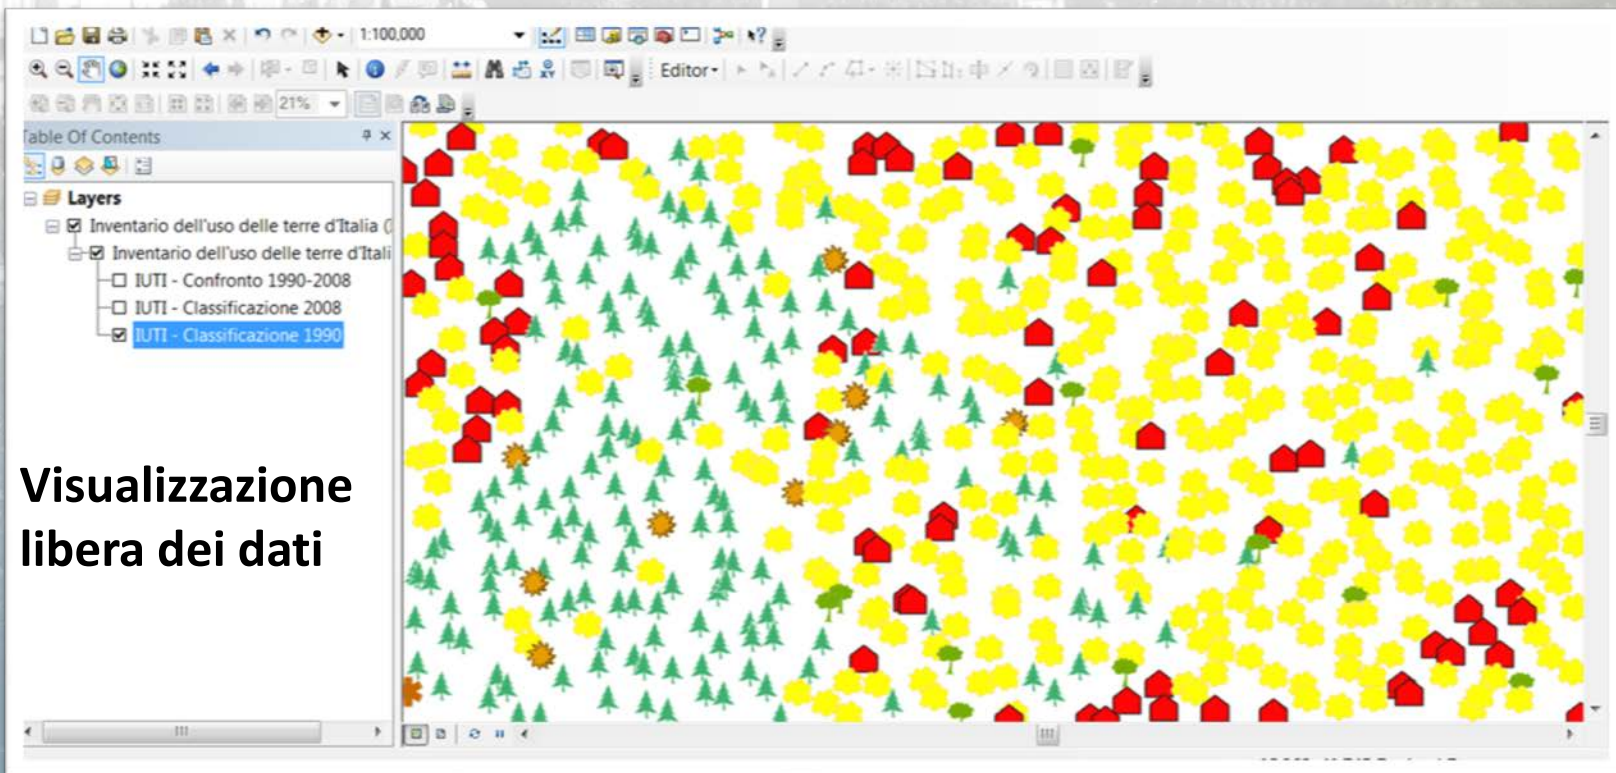 1:100,000
Editor
21%
Table Of Contents
Layers
Inventario dell'uso delle terre d'Italia (
Inventario dell'uso delle terre d'Itali
IUTI - Confronto 1990-2008
IUTI - Classificazione 2008
IUTI - Classificazione 1990
Visualizzazione
libera dei dati